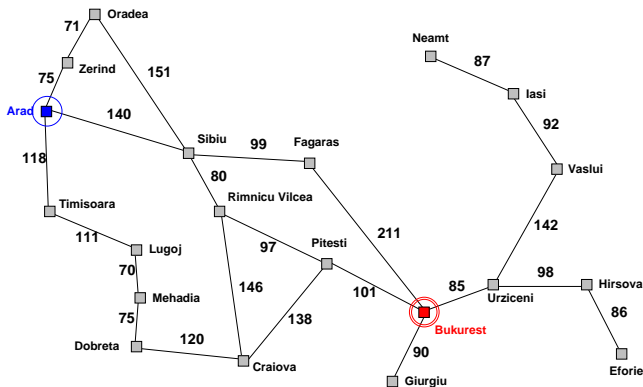 71
Oradea
Neamt
87
75
Zerind
151
Iasi
Arad
140
92
118
Sibiu
99
Fagaras
80
Vaslui
Timisoara
Rimnicu Vilcea
111
97
211
142
Lugoj
Pitesti
70
146
101
85
98
Hirsova
Mehadia
Urziceni
75
138
86
120
Bukurest
Dobreta
90
Craiova
Eforie
Giurgiu